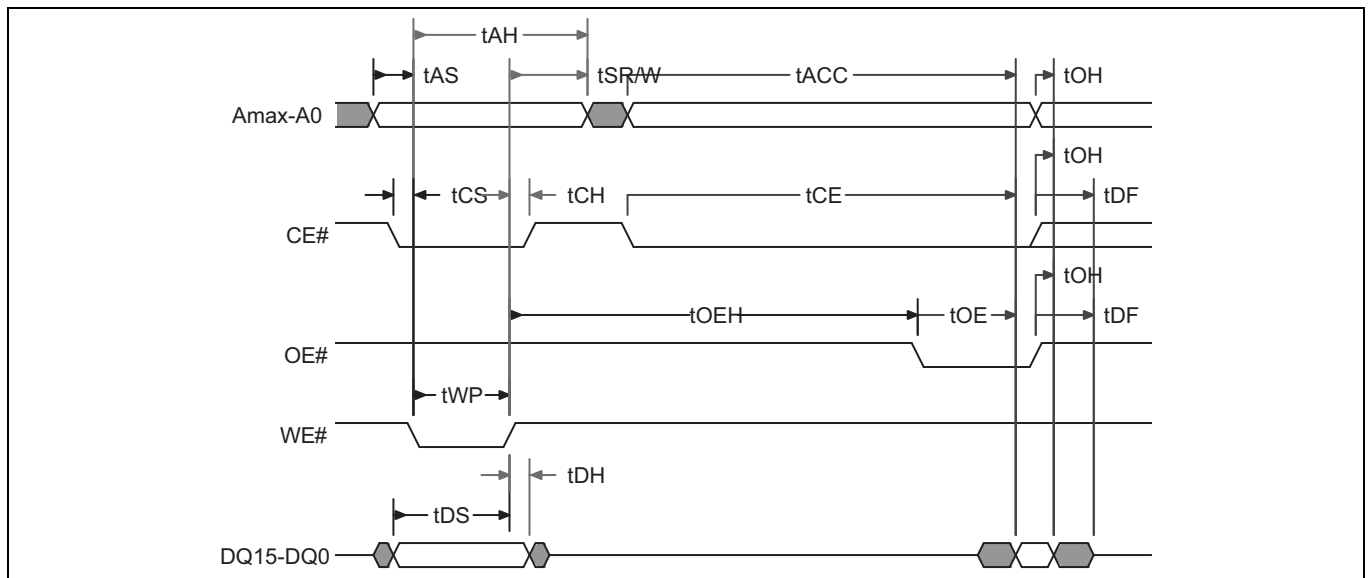 tAH
tAS
tSR/W
tACC
tOH
Amax-A0
tOH
tCS
tCH
tCE
tDF
CE#
tOH
tOEH
tOE
tDF
OE#
tWP
WE#
tDH
tDS
DQ15-DQ0